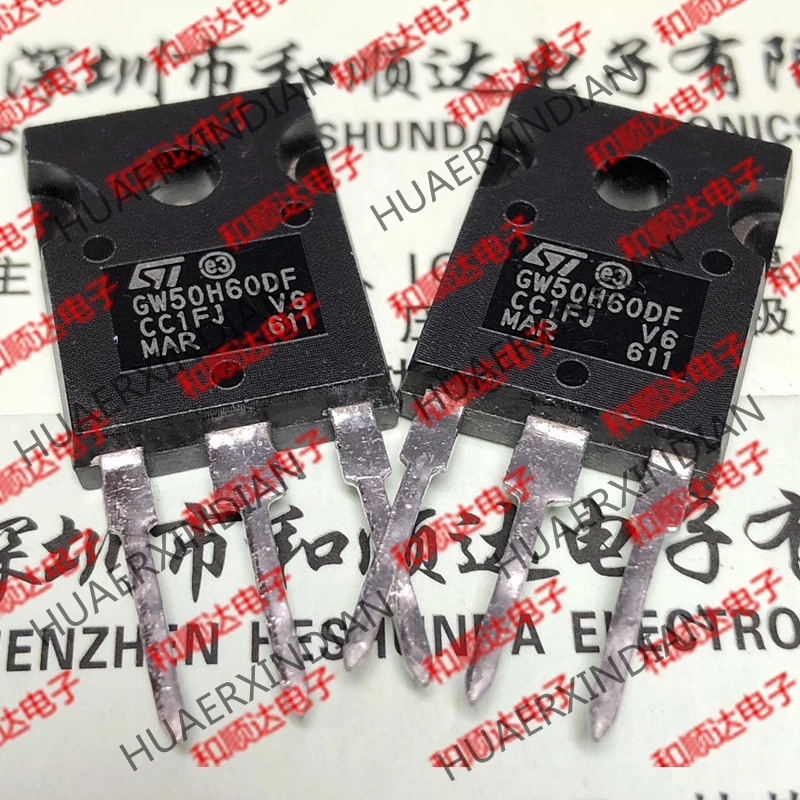 深圳市和顺达电子有限
HESHUNDA
ST e3
GW50H60DF
CC1FJ V6
MAR 611
ST e3
GW50H60DF
CC1FJ V6
MAR 611
深圳市和顺达电子有
SHENZHEN HESHUNDA ELECTRO
和顺达电子
HUAERXINDIAN